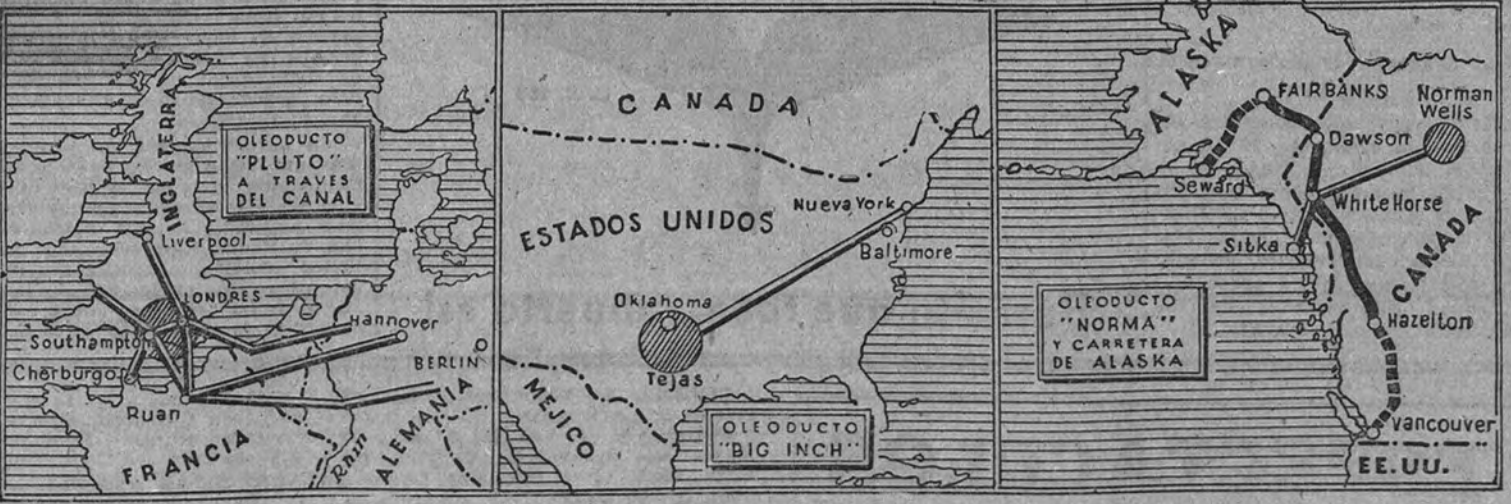 OLEODUCTO
"PLUTO"
A TRAVES
DEL CANAL
INGLATERRA
Liverpool
LONDRES
Southampton
Hannover
Cherburgo
BERLIN
Ruan
FRANCIA
Rhin
ALEMANIA
CANADA
ESTADOS UNIDOS
Nueva York
Baltimore
Oklahoma
Tejas
MEJICO
OLEODUCTO
"BIG INCH"
ALASKA
FAIRBANKS
Norman
Wells
Dawson
Seward
White Horse
Sitka
CANADA
OLEODUCTO
"NORMA"
Y CARRETERA
DE ALASKA
Hazelton
Vancouver
EE.UU.